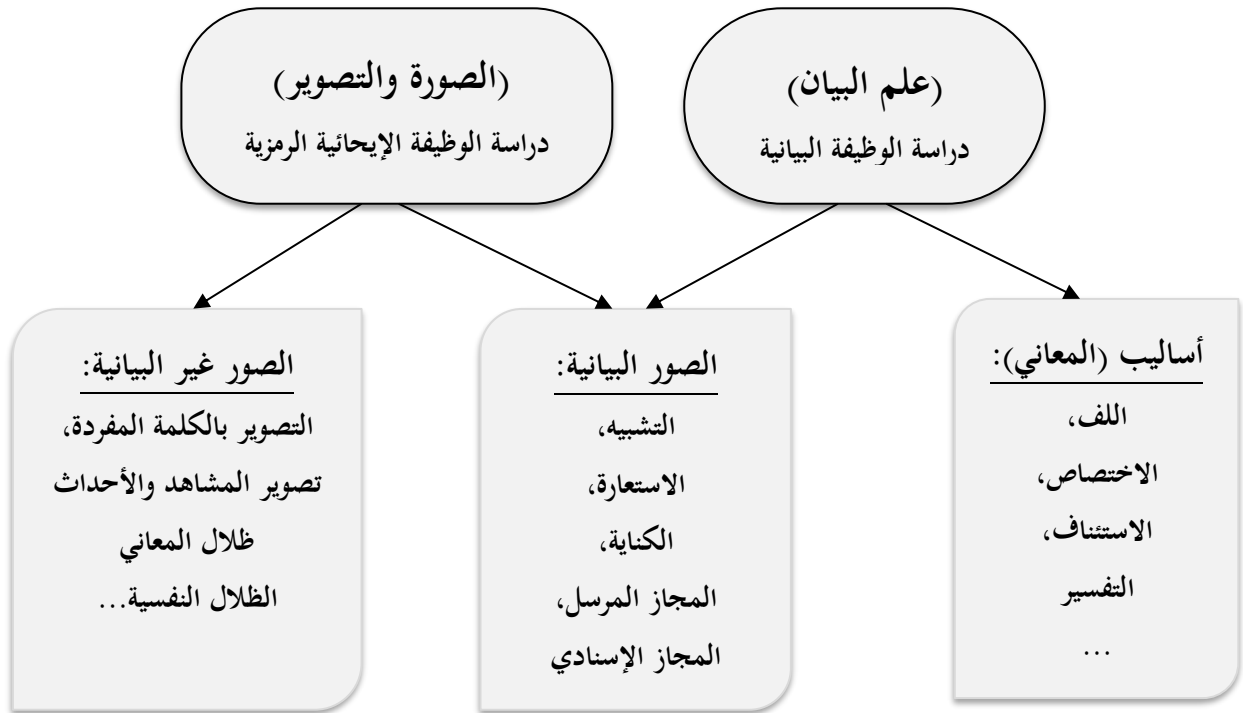 (علم البيان)
دراسة الوظيفة البيانية
(الصورة والتصوير)
دراسة الوظيفة الإيحائية الرمزية
أساليب (المعاني):
اللف،
الاختصاص،
الاستئناف،
التفسير
...
الصور البيانية:
التشبيه،
الاستعارة،
الكناية،
المجاز المرسل،
المجاز الإسنادي
الصور غير البيانية:
التصوير بالكلمة المفردة،
تصوير المشاهد والأحداث
ظلال المعاني
الظلال النفسية...